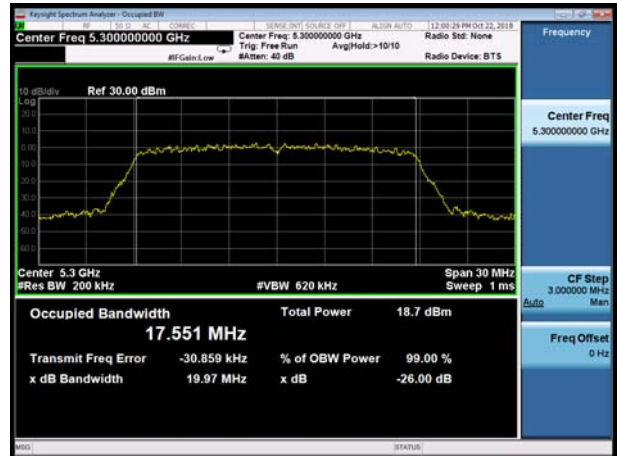 Keysight Spectrum Analyzer - Occupied BW
RF 50 Ω AC CORREC SENSE:INT SOURCE OFF ALIGN AUTO 12:00:29 PM Oct 22, 2018
Center Freq 5.300000000 GHz
Center Freq: 5.300000000 GHz
Radio Std: None
Trig: Free Run Avg|Hold:>10/10
#IFGain:Low
#Atten: 40 dB
Radio Device: BTS
Frequency
10 dB/div Ref 30.00 dBm
Log
20.0
10.0
0.00
-10.0
-20.0
-30.0
-40.0
-50.0
-60.0
Center 5.3 GHz
Span 30 MHz
#Res BW 200 kHz
#VBW 620 kHz
Sweep 1 ms
Occupied Bandwidth
17.551 MHz
Total Power 18.7 dBm
Transmit Freq Error -30.859 kHz
% of OBW Power 99.00 %
x dB Bandwidth 19.97 MHz
x dB -26.00 dB
Center Freq
5.300000000 GHz
CF Step
3.000000 MHz
Auto Man
Freq Offset
0 Hz
MSG
STATUS